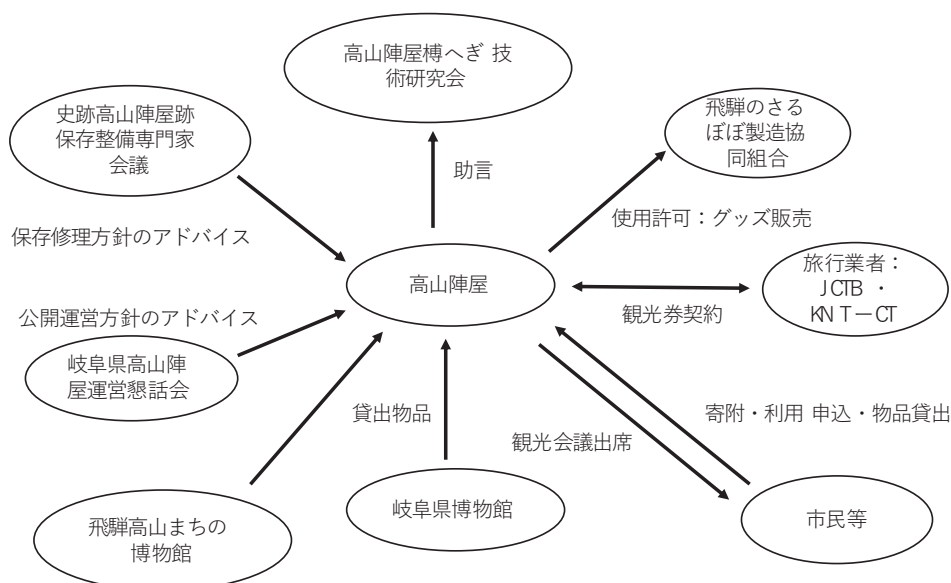 高山陣屋榑へぎ 技
術研究会
史跡高山陣屋跡
保存整備専門家
会議
飛騨のさる
ぼぼ製造協
同組合
助言
使用許可：グッズ販売
保存修理方針のアドバイス
高山陣屋
旅行業者：
JCTB ・
KNT－CT
観光券契約
公開運営方針のアドバイス
岐阜県高山陣
屋運営懇話会
貸出物品
寄附・利用 申込・物品貸出
観光会議出席
岐阜県博物館
市民等
飛騨高山まちの
博物館